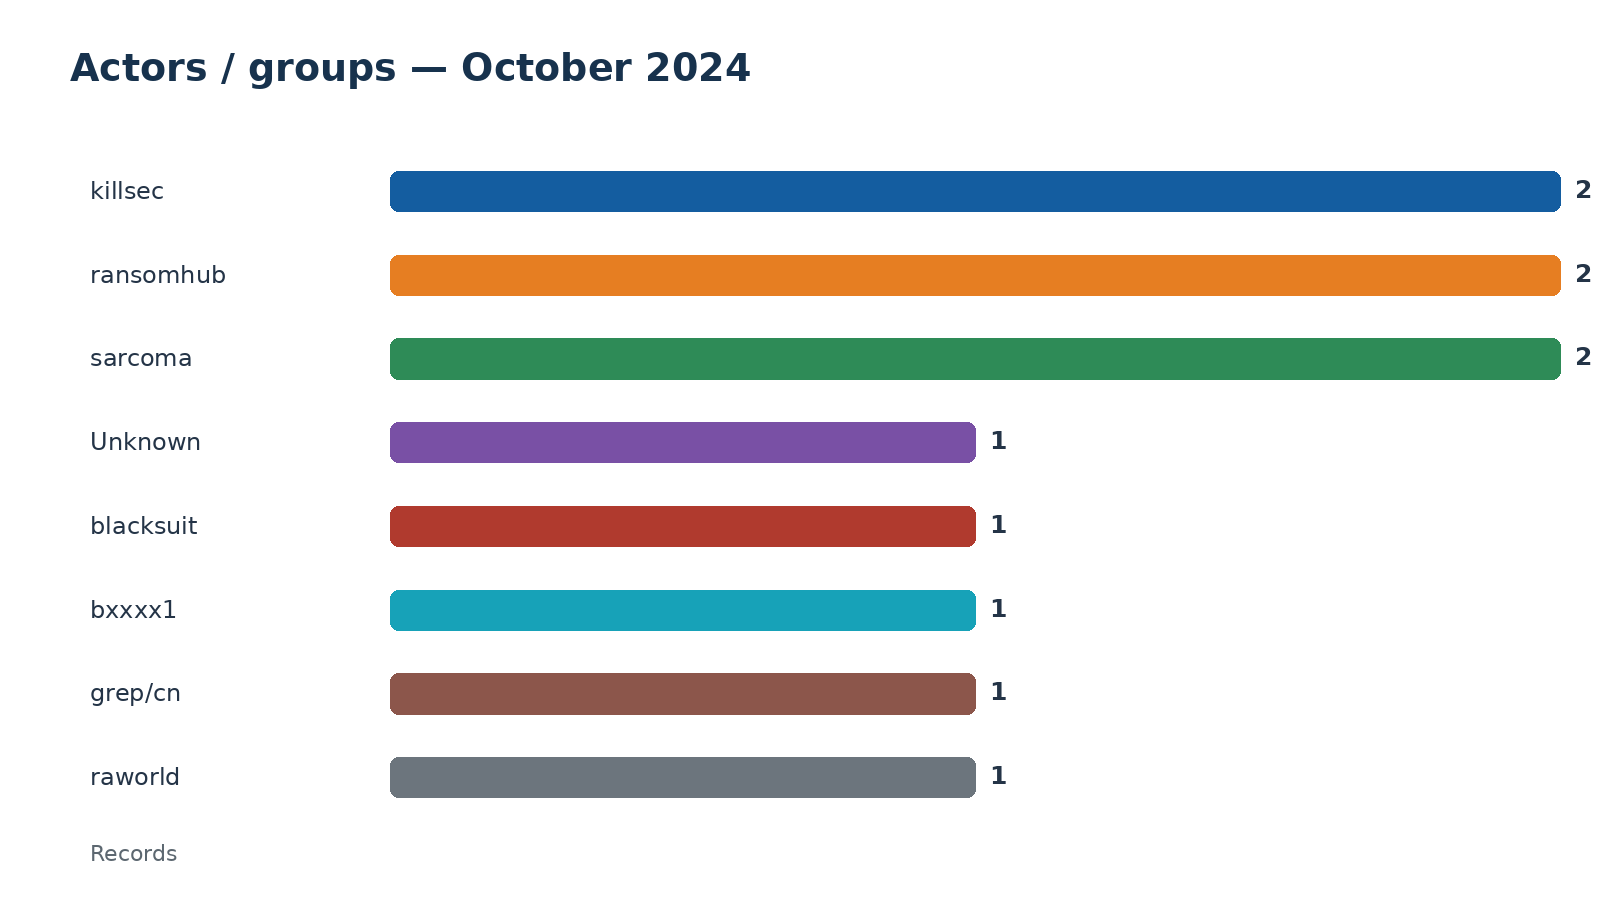 Actors / groups — October 2024
killsec 2
ransomhub 2
sarcoma 2
Unknown 1
blacksuit 1
bxxxx1 1
grep/cn 1
raworld 1
Records